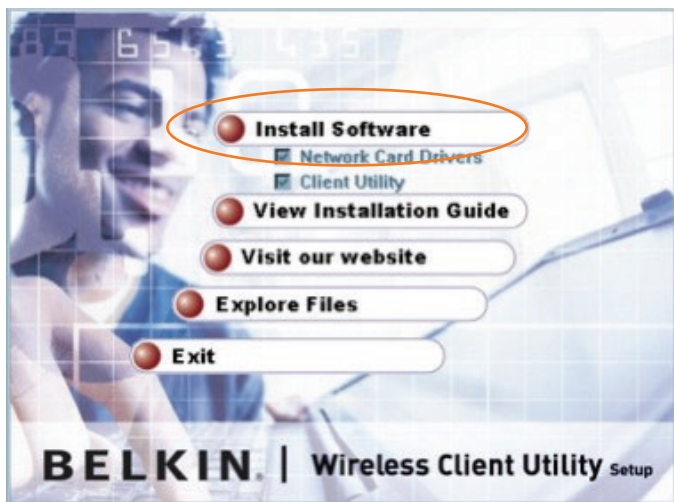 Install Software
Network Card Drivers
Client Utility
View Installation Guide
Visit our website
Explore Files
Exit
BELKIN. | Wireless Client Utility Setup